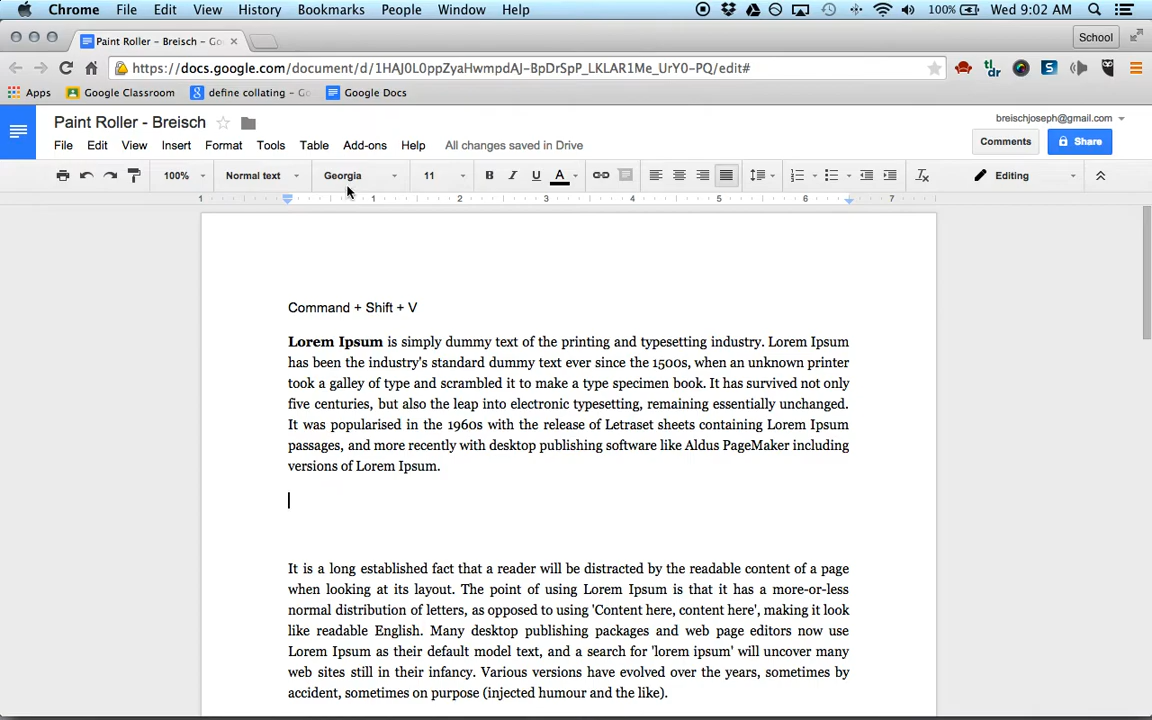 Chrome File Edit View History Bookmarks People Window Help 100% Wed 9:02 AM
Paint Roller - Breisch - Go School
https://docs.google.com/document/d/1HAJ0L0ppZyaHwmpdAJ-BpDrSpP_LKLAR1Me_UrY0-PQ/edit# tl;dr S
Apps Google Classroom define collating - Go Google Docs
Paint Roller - Breisch breischjoseph@gmail.com
File Edit View Insert Format Tools Table Add-ons Help All changes saved in Drive Comments Share
100% Normal text Georgia 11 B I U A Editing
1 1 2 3 4 5 6 7
Command + Shift + V
Lorem Ipsum is simply dummy text of the printing and typesetting industry. Lorem Ipsum
has been the industry's standard dummy text ever since the 1500s, when an unknown printer
took a galley of type and scrambled it to make a type specimen book. It has survived not only
five centuries, but also the leap into electronic typesetting, remaining essentially unchanged.
It was popularised in the 1960s with the release of Letraset sheets containing Lorem Ipsum
passages, and more recently with desktop publishing software like Aldus PageMaker including
versions of Lorem Ipsum.
It is a long established fact that a reader will be distracted by the readable content of a page
when looking at its layout. The point of using Lorem Ipsum is that it has a more-or-less
normal distribution of letters, as opposed to using 'Content here, content here', making it look
like readable English. Many desktop publishing packages and web page editors now use
Lorem Ipsum as their default model text, and a search for 'lorem ipsum' will uncover many
web sites still in their infancy. Various versions have evolved over the years, sometimes by
accident, sometimes on purpose (injected humour and the like).